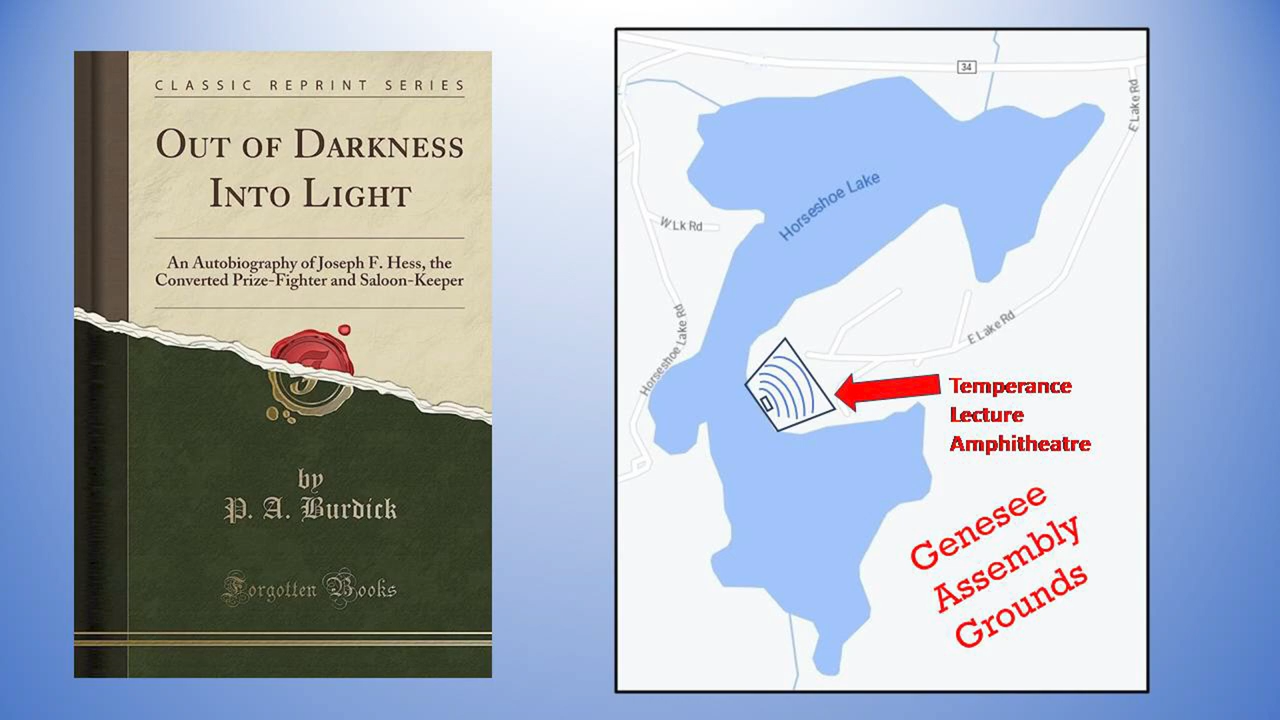 CLASSIC REPRINT SERIES
OUT OF DARKNESS
INTO LIGHT
An Autobiography of Joseph F. Hess, the
Converted Prize-Fighter and Saloon-Keeper
by
P. A. Burdick
Forgotten Books
34
E Lake Rd
Horseshoe Lake
W Lk Rd
Horseshoe Lake Rd
E Lake Rd
Temperance
Lecture
Amphitheatre
Genesee
Assembly
Grounds